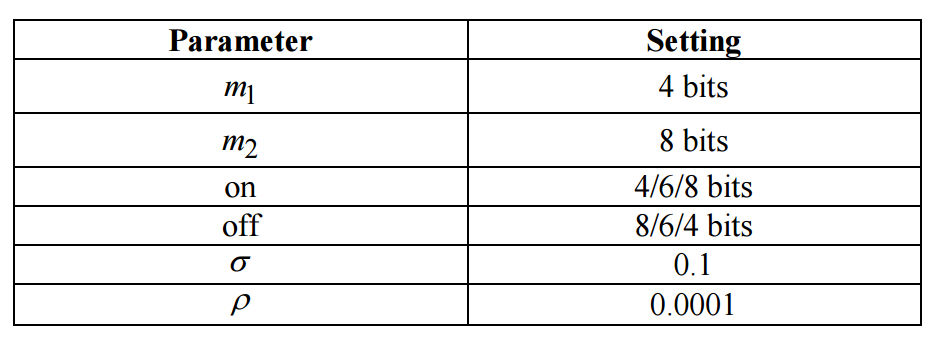 Parameter Setting
m1 4 bits
m2 8 bits
on 4/6/8 bits
off 8/6/4 bits
σ 0.1
ρ 0.0001